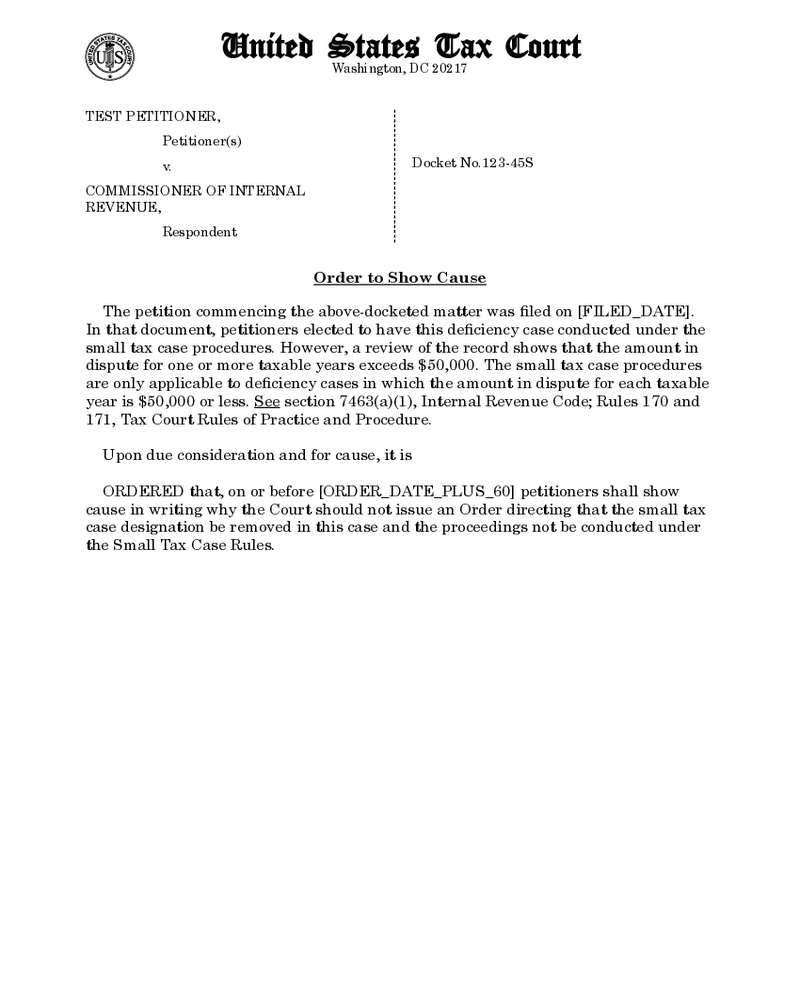 UNITED STATES TAX COURT
US
United States Tax Court
Washington, DC 20217
TEST PETITIONER,
Petitioner(s)
v.
COMMISSIONER OF INTERNAL
REVENUE,
Respondent
Docket No.123-45S
Order to Show Cause
The petition commencing the above-docketed matter was filed on [FILED_DATE].
In that document, petitioners elected to have this deficiency case conducted under the
small tax case procedures. However, a review of the record shows that the amount in
dispute for one or more taxable years exceeds $50,000. The small tax case procedures
are only applicable to deficiency cases in which the amount in dispute for each taxable
year is $50,000 or less. See section 7463(a)(1), Internal Revenue Code; Rules 170 and
171, Tax Court Rules of Practice and Procedure.
Upon due consideration and for cause, it is
ORDERED that, on or before [ORDER_DATE_PLUS_60] petitioners shall show
cause in writing why the Court should not issue an Order directing that the small tax
case designation be removed in this case and the proceedings not be conducted under
the Small Tax Case Rules.